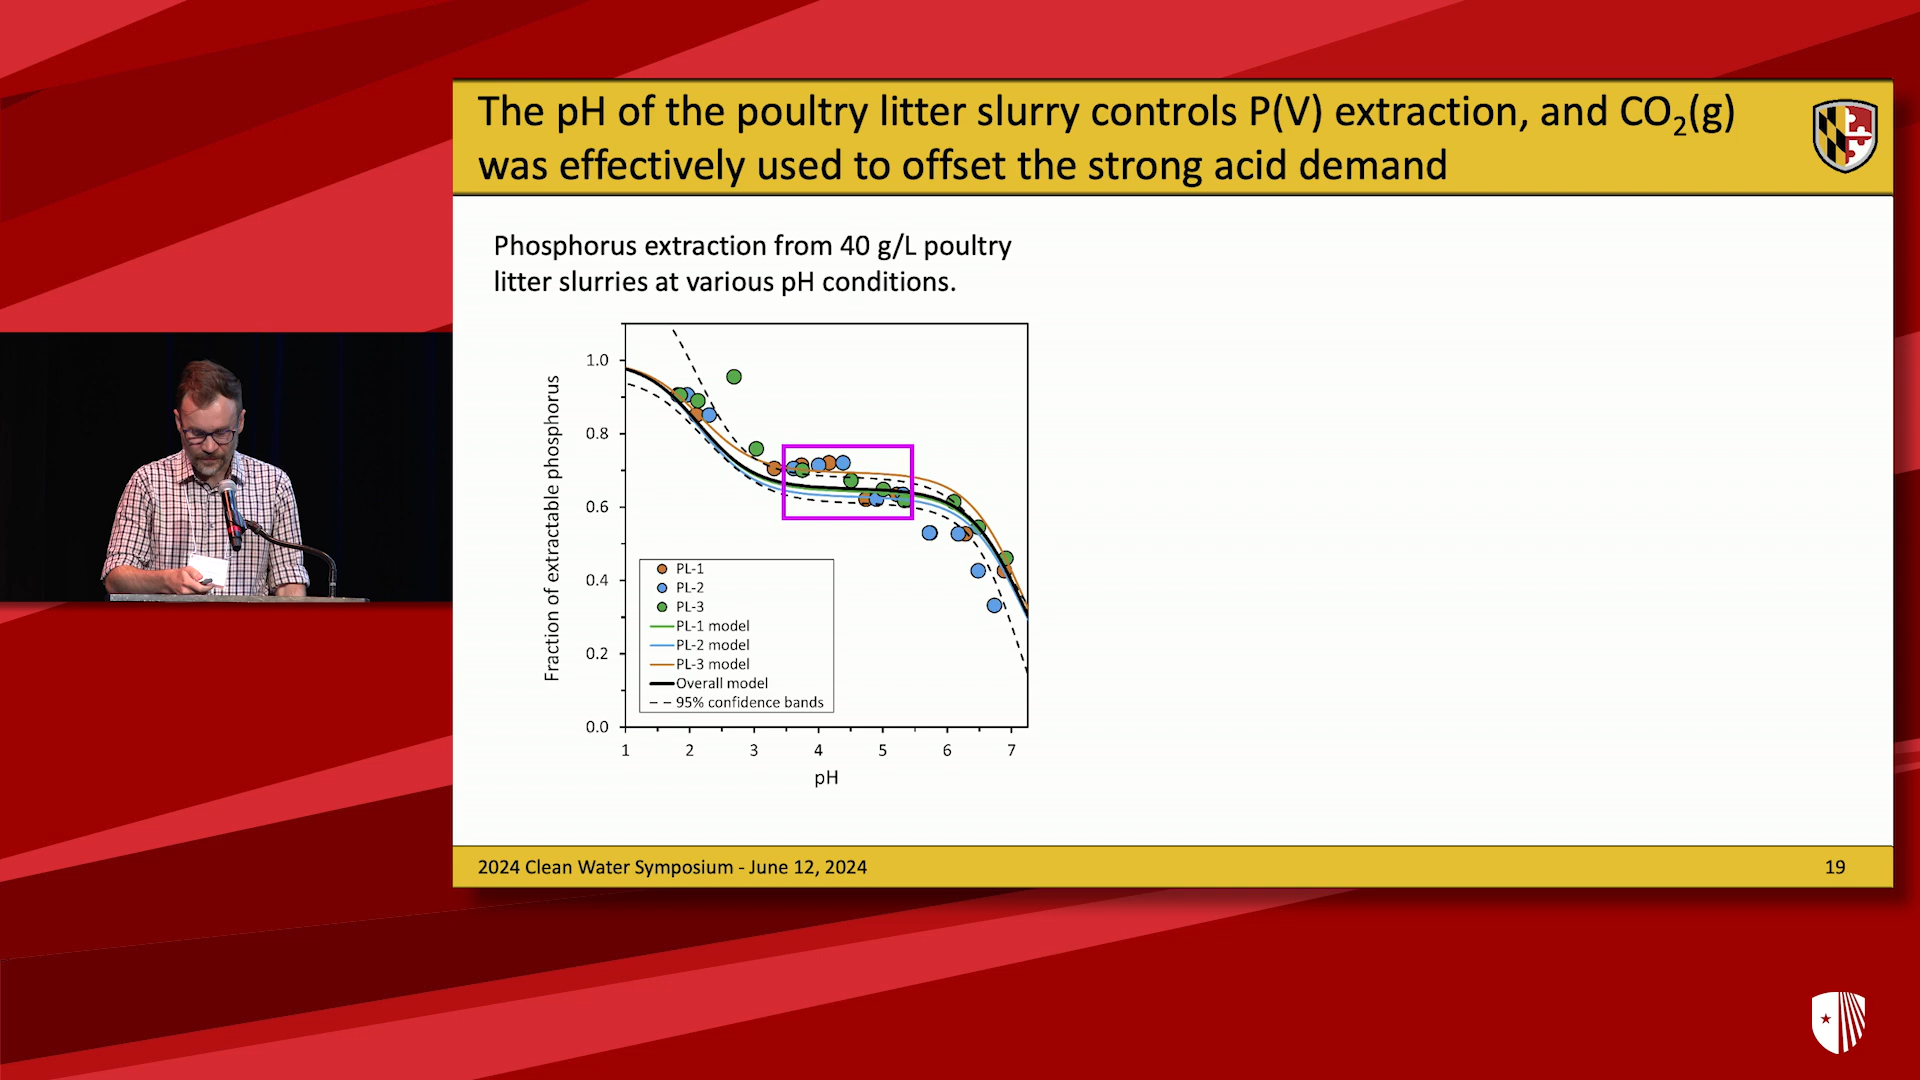 The pH of the poultry litter slurry controls P(V) extraction, and CO₂(g)
was effectively used to offset the strong acid demand
Phosphorus extraction from 40 g/L poultry
litter slurries at various pH conditions.
Fraction of extractable phosphorus
1.0
0.8
0.6
0.4
0.2
0.0
PL-1
PL-2
PL-3
PL-1 model
PL-2 model
PL-3 model
Overall model
95% confidence bands
1 2 3 4 5 6 7
pH
2024 Clean Water Symposium - June 12, 2024
19